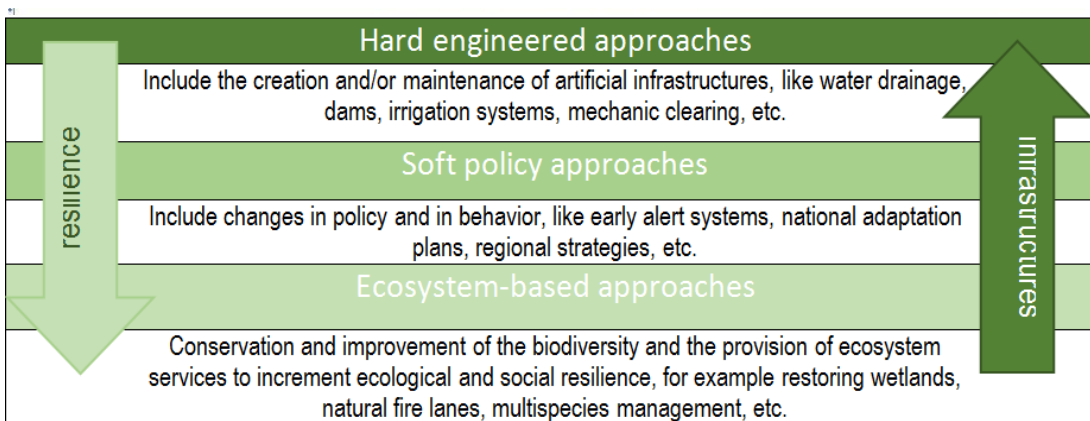 Hard engineered approaches
Include the creation and/or maintenance of artificial infrastructures, like water drainage,
dams, irrigation systems, mechanic clearing, etc.
Soft policy approaches
Include changes in policy and in behavior, like early alert systems, national adaptation
plans, regional strategies, etc.
Ecosystem-based approaches
Conservation and improvement of the biodiversity and the provision of ecosystem
services to increment ecological and social resilience, for example restoring wetlands,
natural fire lanes, multispecies management, etc.
resilience
Infrastructures